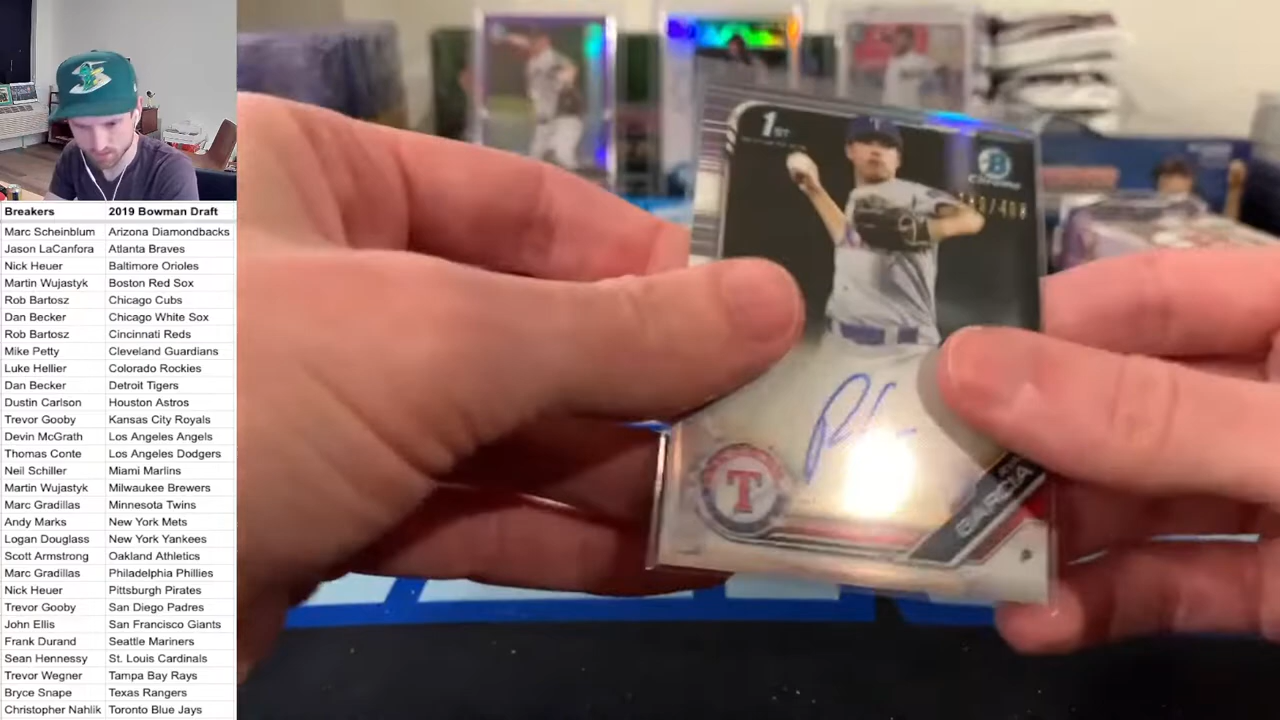 Breakers 2019 Bowman Draft
Marc Scheinblum Arizona Diamondbacks
Jason LaCanfora Atlanta Braves
Nick Heuer Baltimore Orioles
Martin Wujastyk Boston Red Sox
Rob Bartosz Chicago Cubs
Dan Becker Chicago White Sox
Rob Bartosz Cincinnati Reds
Mike Petty Cleveland Guardians
Luke Hellier Colorado Rockies
Dan Becker Detroit Tigers
Dustin Carlson Houston Astros
Trevor Gooby Kansas City Royals
Devin McGrath Los Angeles Angels
Thomas Conte Los Angeles Dodgers
Neil Schiller Miami Marlins
Martin Wujastyk Milwaukee Brewers
Marc Gradillas Minnesota Twins
Andy Marks New York Mets
Logan Douglass New York Yankees
Scott Armstrong Oakland Athletics
Marc Gradillas Philadelphia Phillies
Nick Heuer Pittsburgh Pirates
Trevor Gooby San Diego Padres
John Ellis San Francisco Giants
Frank Durand Seattle Mariners
Sean Hennessy St. Louis Cardinals
Trevor Wegner Tampa Bay Rays
Bryce Snape Texas Rangers
Christopher Nahlik Toronto Blue Jays
1ST
B
Chrome
T
GARCIA
P